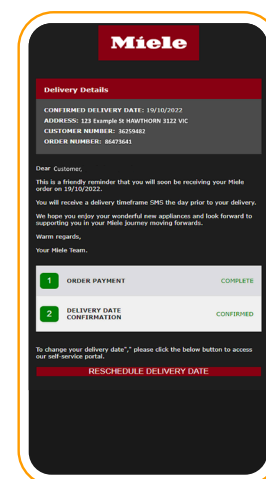 Miele
Delivery Details
CONFIRMED DELIVERY DATE: 19/10/2022
ADDRESS: 123 Example St HAWTHORN 3122 VIC
CUSTOMER NUMBER: 36259482
ORDER NUMBER: 86473641
Dear Customer,
This is a friendly reminder that you will soon be receiving your Miele
order on 19/10/2022.
You will receive a delivery timeframe SMS the day prior to your delivery.
We hope you enjoy your wonderful new appliances and look forward to
supporting you in your Miele journey moving forwards.
Warm regards,
Your Miele Team.
1 ORDER PAYMENT COMPLETE
2 DELIVERY DATE
CONFIRMATION CONFIRMED
To change your delivery date"," please click the below button to access
our self-service portal.
RESCHEDULE DELIVERY DATE